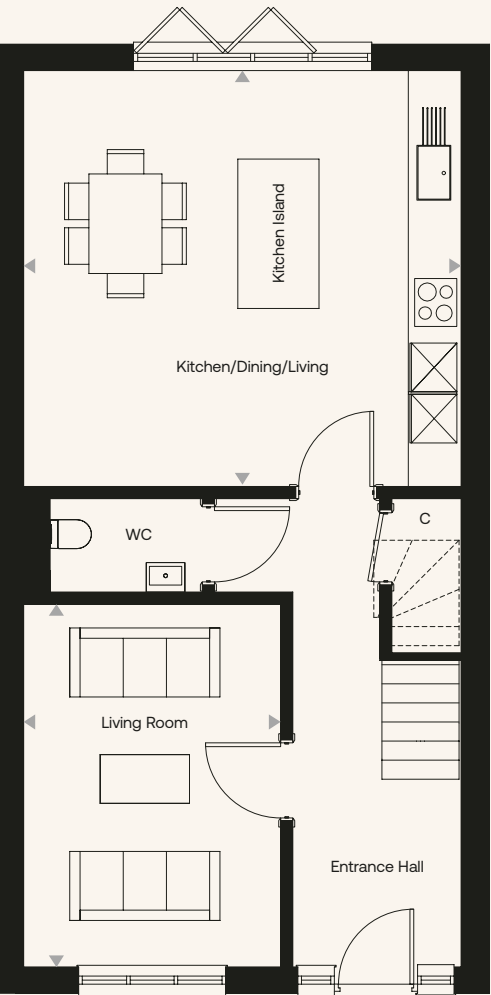 Kitchen Island
Kitchen/Dining/Living
WC
C
Living Room
Entrance Hall